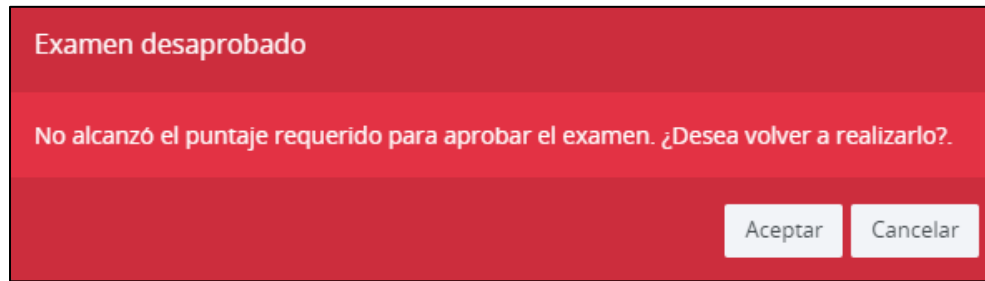 Examen desaprobado
No alcanzó el puntaje requerido para aprobar el examen. ¿Desea volver a realizarlo?.
Aceptar Cancelar